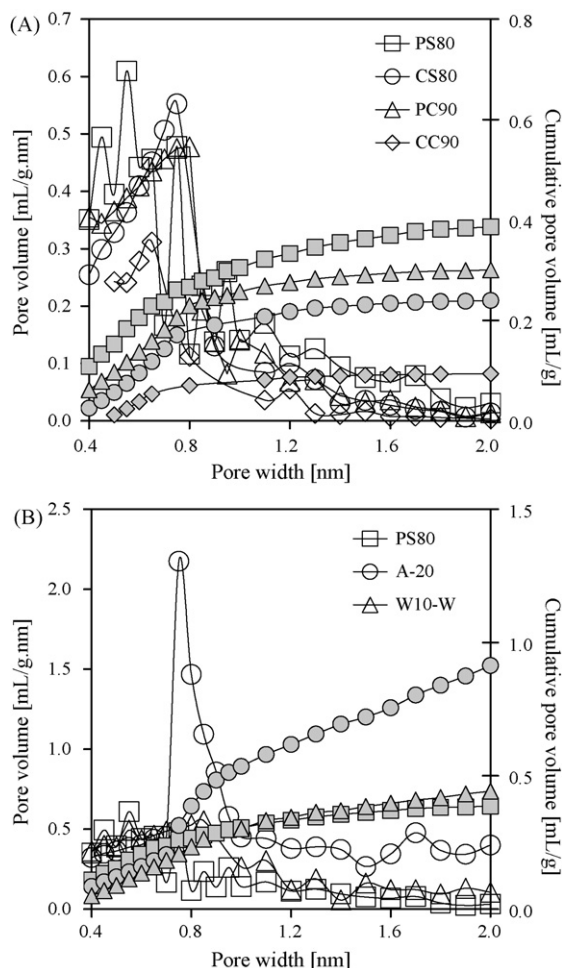 (A)
0.7
0.6
0.5
0.4
0.3
0.2
0.1
0.0
Pore volume [mL/g.nm]
PS80
CS80
PC90
CC90
0.8
0.6
0.4
0.2
0.0
Cumulative pore volume [mL/g]
0.4 0.8 1.2 1.6 2.0
Pore width [nm]
(B)
2.5
2.0
1.5
1.0
0.5
0.0
Pore volume [mL/g.nm]
PS80
A-20
W10-W
1.5
1.0
0.5
0.0
Cumulative pore volume [mL/g]
0.4 0.8 1.2 1.6 2.0
Pore width [nm]